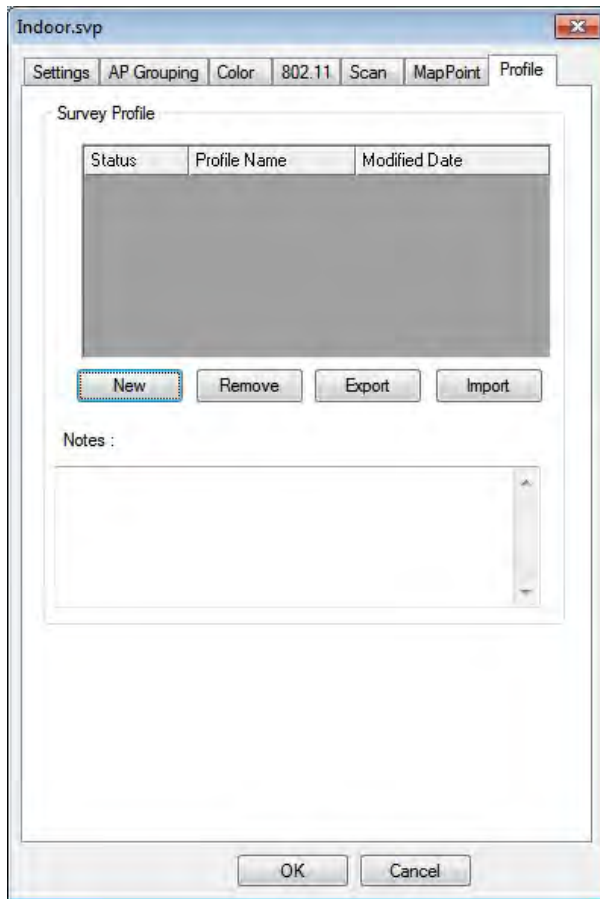 Indoor.svp
Settings AP Grouping Color 802.11 Scan MapPoint Profile
Survey Profile
Status Profile Name Modified Date
New Remove Export Import
Notes :
OK Cancel